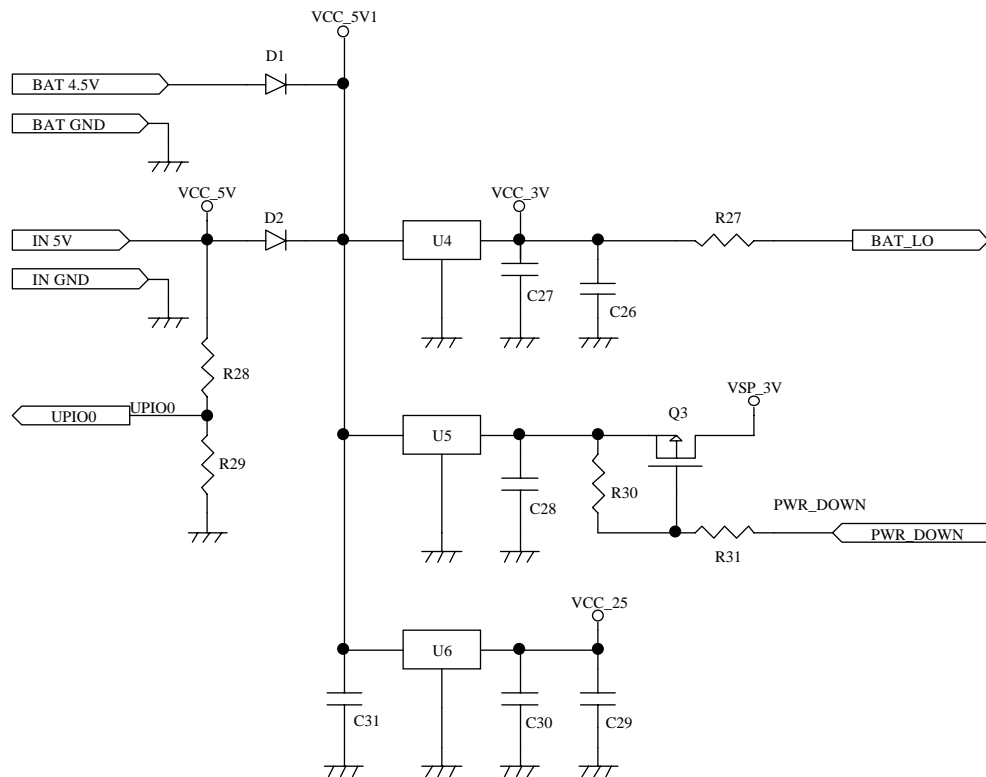 VCC_5V1
D1
BAT 4.5V
BAT GND
VCC_5V
VCC_3V
D2
R27
IN 5V
U4
BAT_LO
IN GND
C27
C26
R28
VSP_3V
UPIO0
UPIO0
Q3
U5
R29
R30
C28
PWR_DOWN
PWR_DOWN
R31
VCC_25
U6
C31
C30
C29